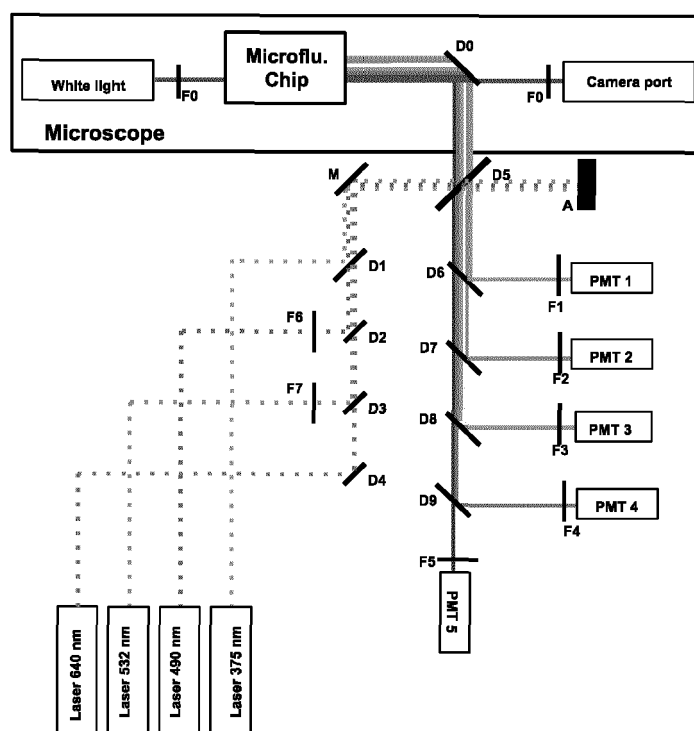 Microflu.
Chip
D0
White light
F0
F0
Camera port
Microscope
M
D5
A
D1
D6
F1
PMT 1
F6
D2
D7
F2
PMT 2
F7
D3
D8
F3
PMT 3
D4
D9
F4
PMT 4
F5
PMT 5
Laser 640 nm
Laser 532 nm
Laser 490 nm
Laser 375 nm